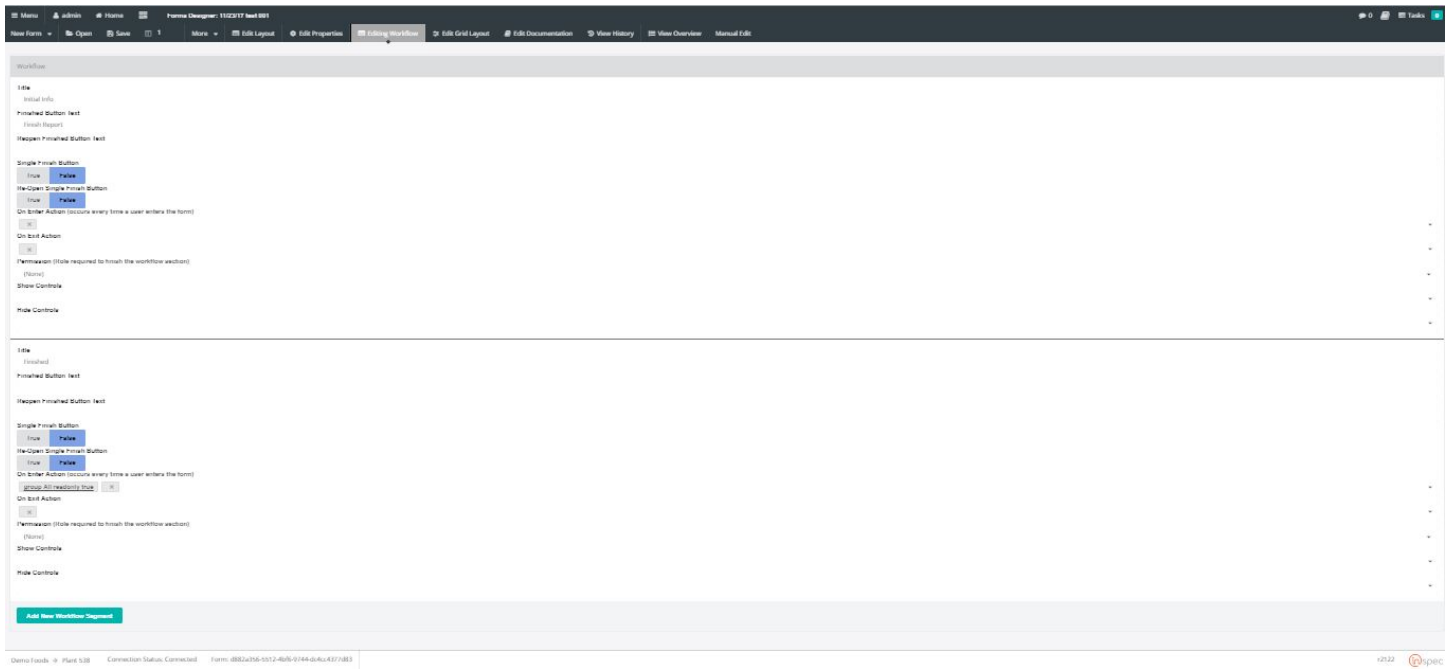 Menu admin Home Forms Designer: 11/23/17 test 001 0 Tasks 0
New Form Open Save 1 More Edit Layout Edit Properties Editing Workflow Edit Grid Layout Edit Documentation View History View Overview Manual Edit
Workflow
Title
Initial Info
Finished Button Text
Finish Report
Reopen Finished Button Text
Single Finish Button
True False
Re-Open Single Finish Button
True False
On Enter Action (occurs every time a user enters the form)
On Exit Action
Permission (Role required to finish the workflow section)
(None)
Show Controls
Hide Controls
Title
Finished
Finished Button Text
Reopen Finished Button Text
Single Finish Button
True False
Re-Open Single Finish Button
True False
On Enter Action (occurs every time a user enters the form)
group All readonly true
On Exit Action
Permission (Role required to finish the workflow section)
(None)
Show Controls
Hide Controls
Add New Workflow Segment
Demo Foods → Plant 538 Connection Status: Connected Form: r2122 inspec